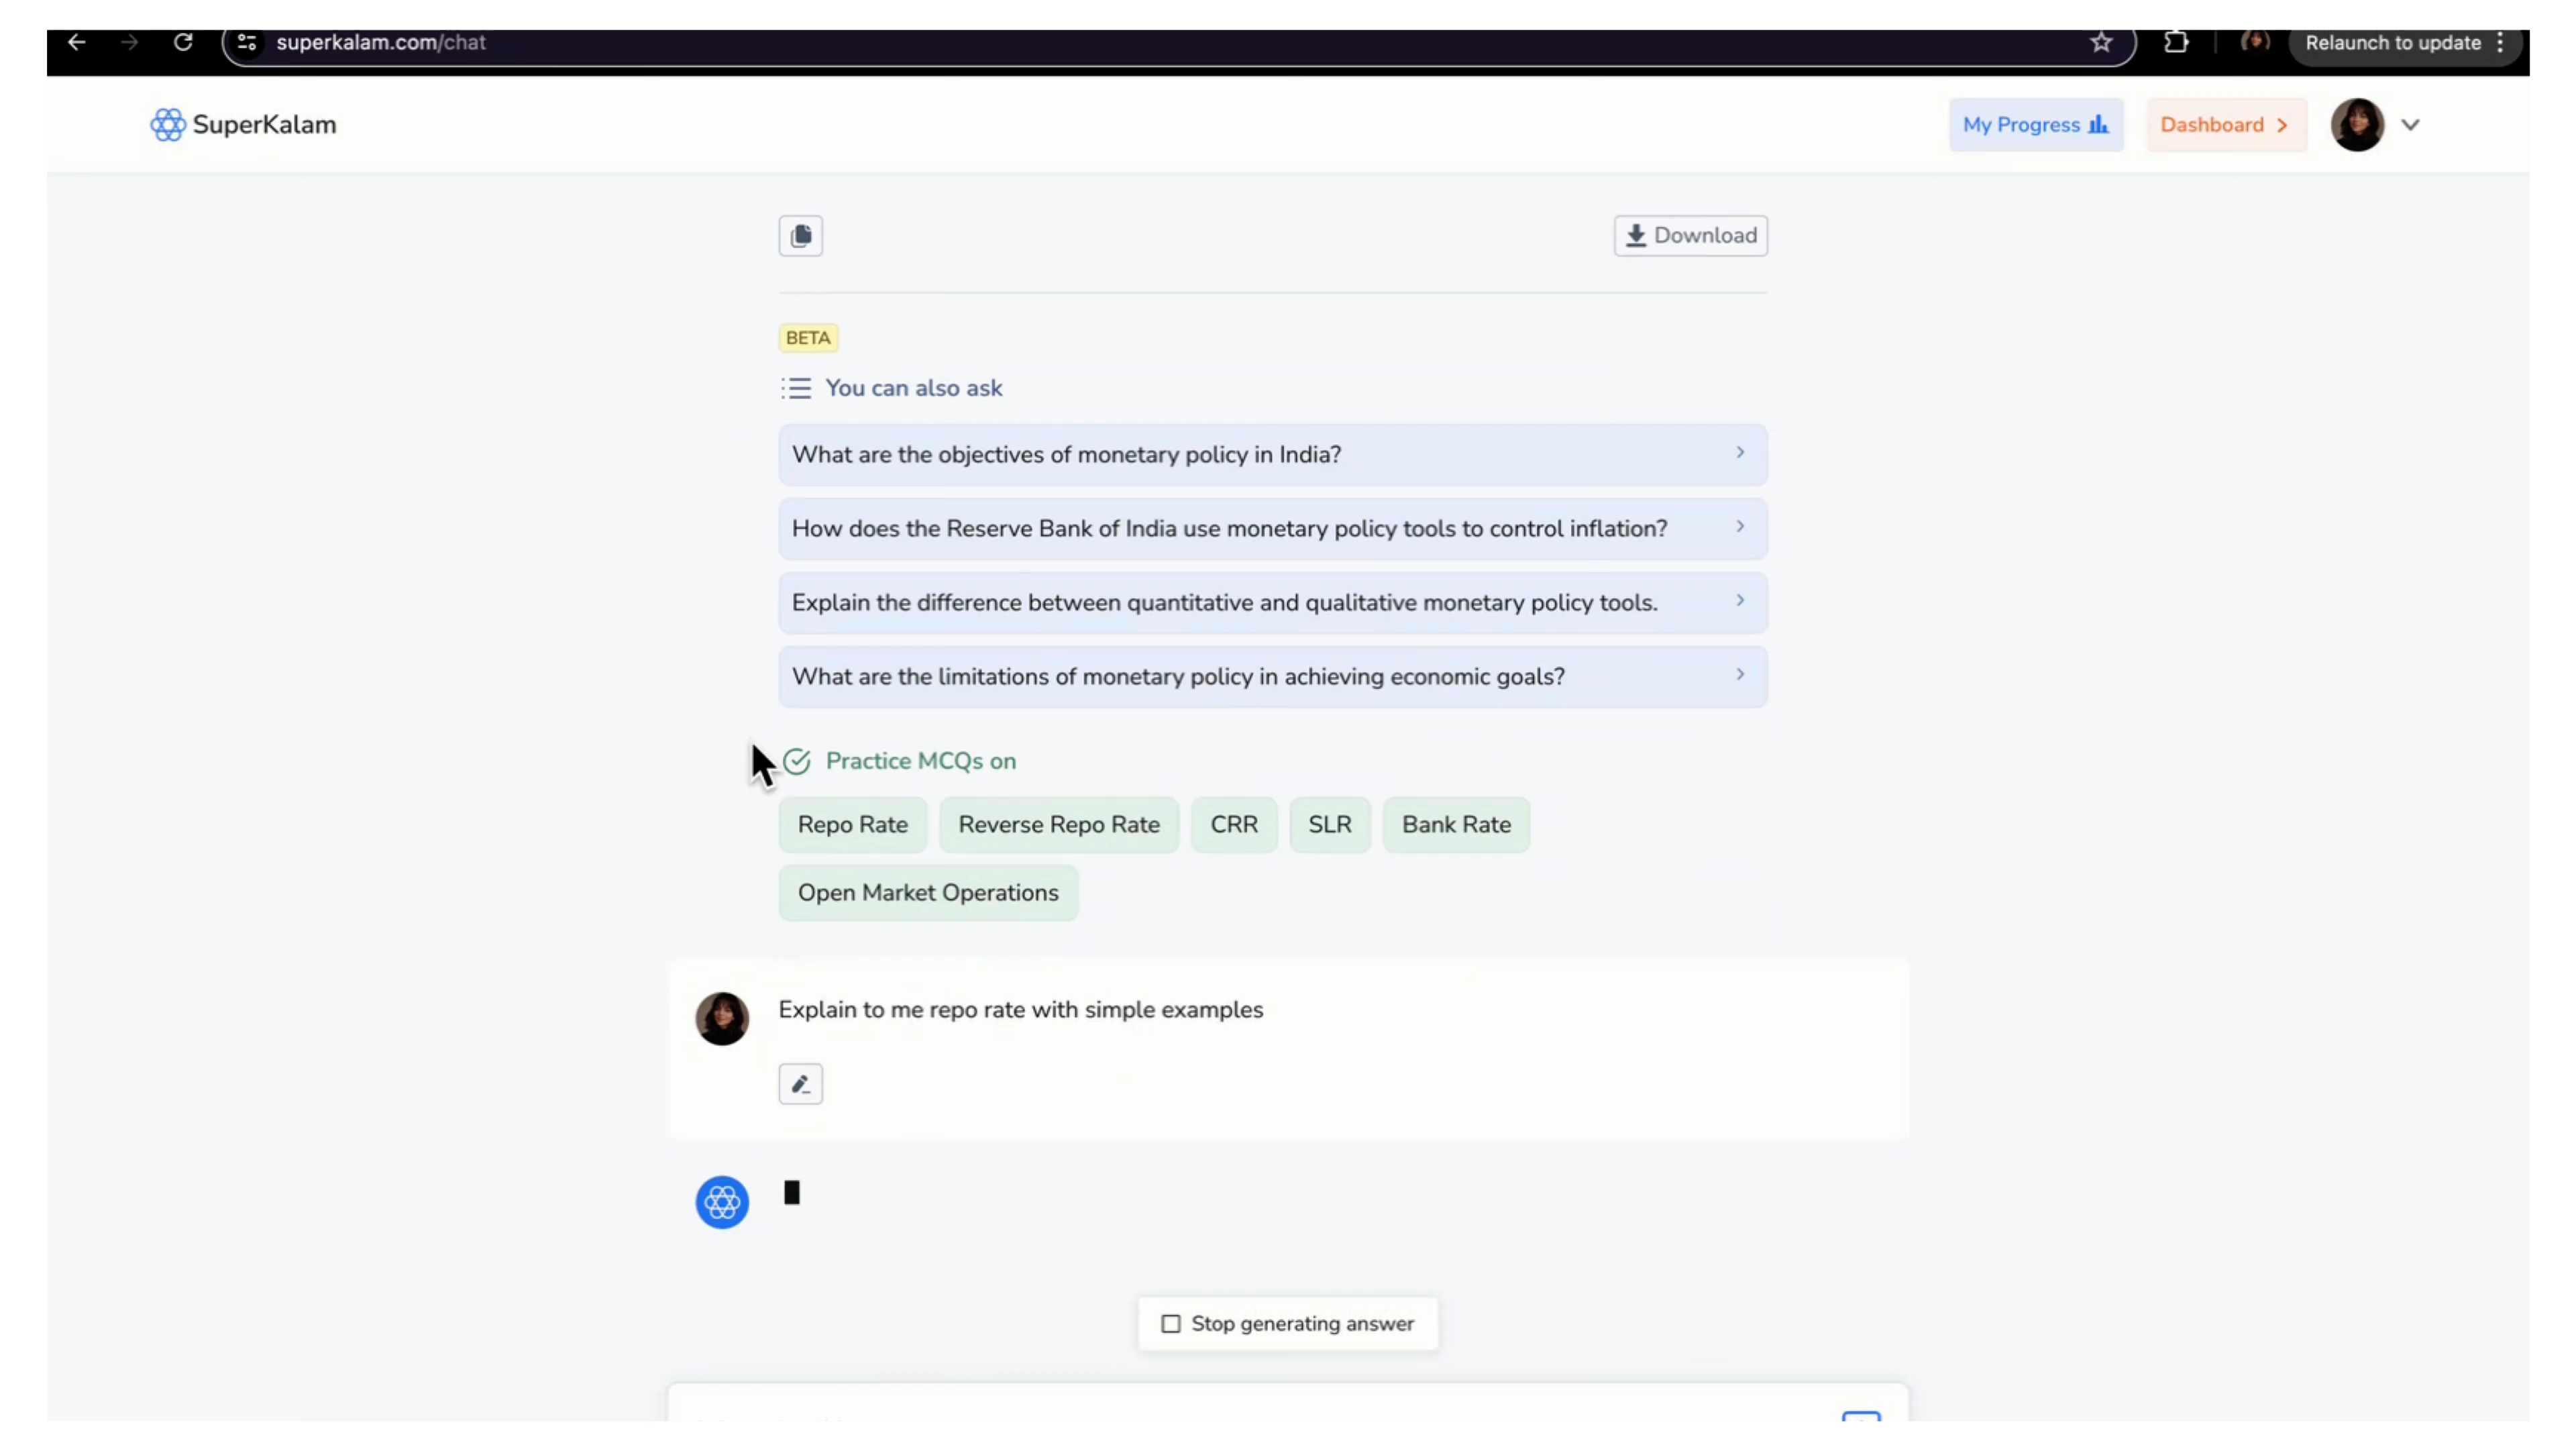 superkalam.com/chat
Relaunch to update
SuperKalam
My Progress
Dashboard
Download
BETA
You can also ask
What are the objectives of monetary policy in India?
How does the Reserve Bank of India use monetary policy tools to control inflation?
Explain the difference between quantitative and qualitative monetary policy tools.
What are the limitations of monetary policy in achieving economic goals?
Practice MCQs on
Repo Rate
Reverse Repo Rate
CRR
SLR
Bank Rate
Open Market Operations
Explain to me repo rate with simple examples
Stop generating answer